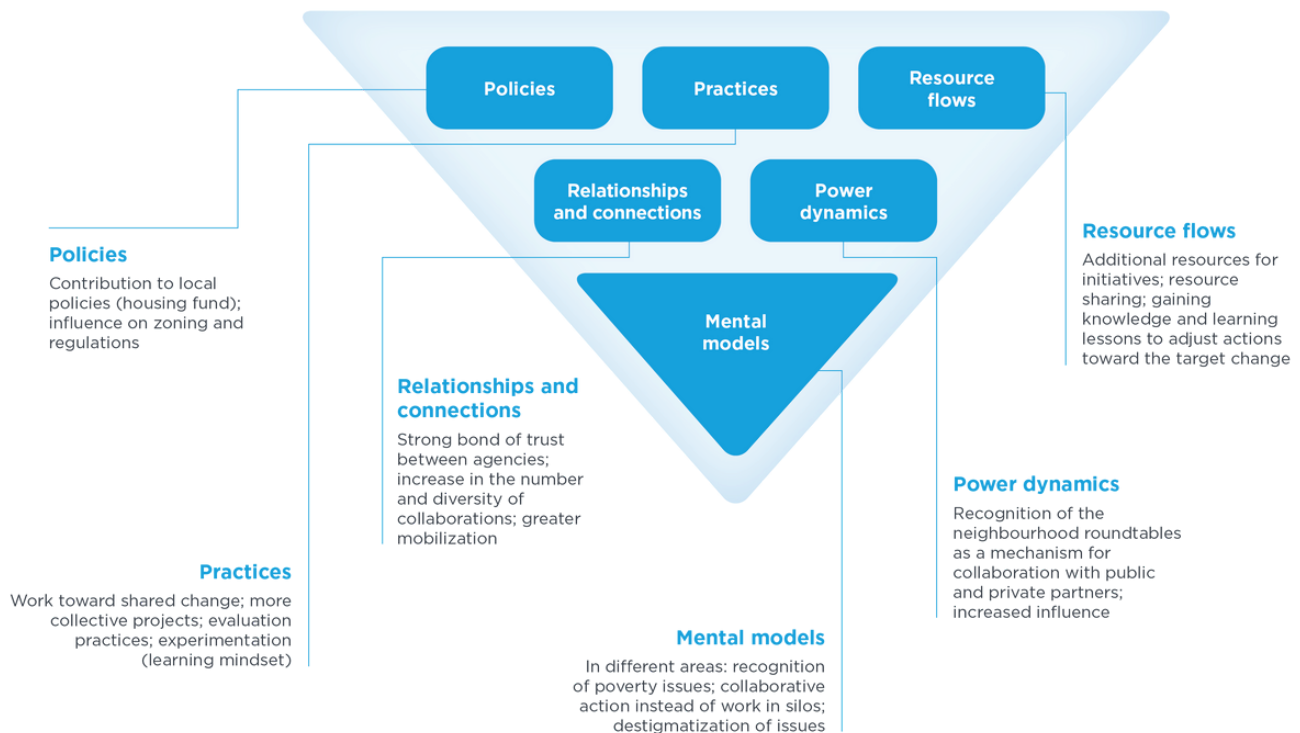 Policies
Practices
Resource
flows
Relationships
and connections
Power
dynamics
Mental
models
Policies
Contribution to local
policies (housing fund);
influence on zoning and
regulations
Resource flows
Additional resources for
initiatives; resource
sharing; gaining
knowledge and learning
lessons to adjust actions
toward the target change
Relationships and
connections
Strong bond of trust
between agencies;
increase in the number
and diversity of
collaborations; greater
mobilization
Power dynamics
Recognition of the
neighbourhood roundtables
as a mechanism for
collaboration with public
and private partners;
increased influence
Practices
Work toward shared change; more
collective projects; evaluation
practices; experimentation
(learning mindset)
Mental models
In different areas: recognition
of poverty issues; collaborative
action instead of work in silos;
destigmatization of issues